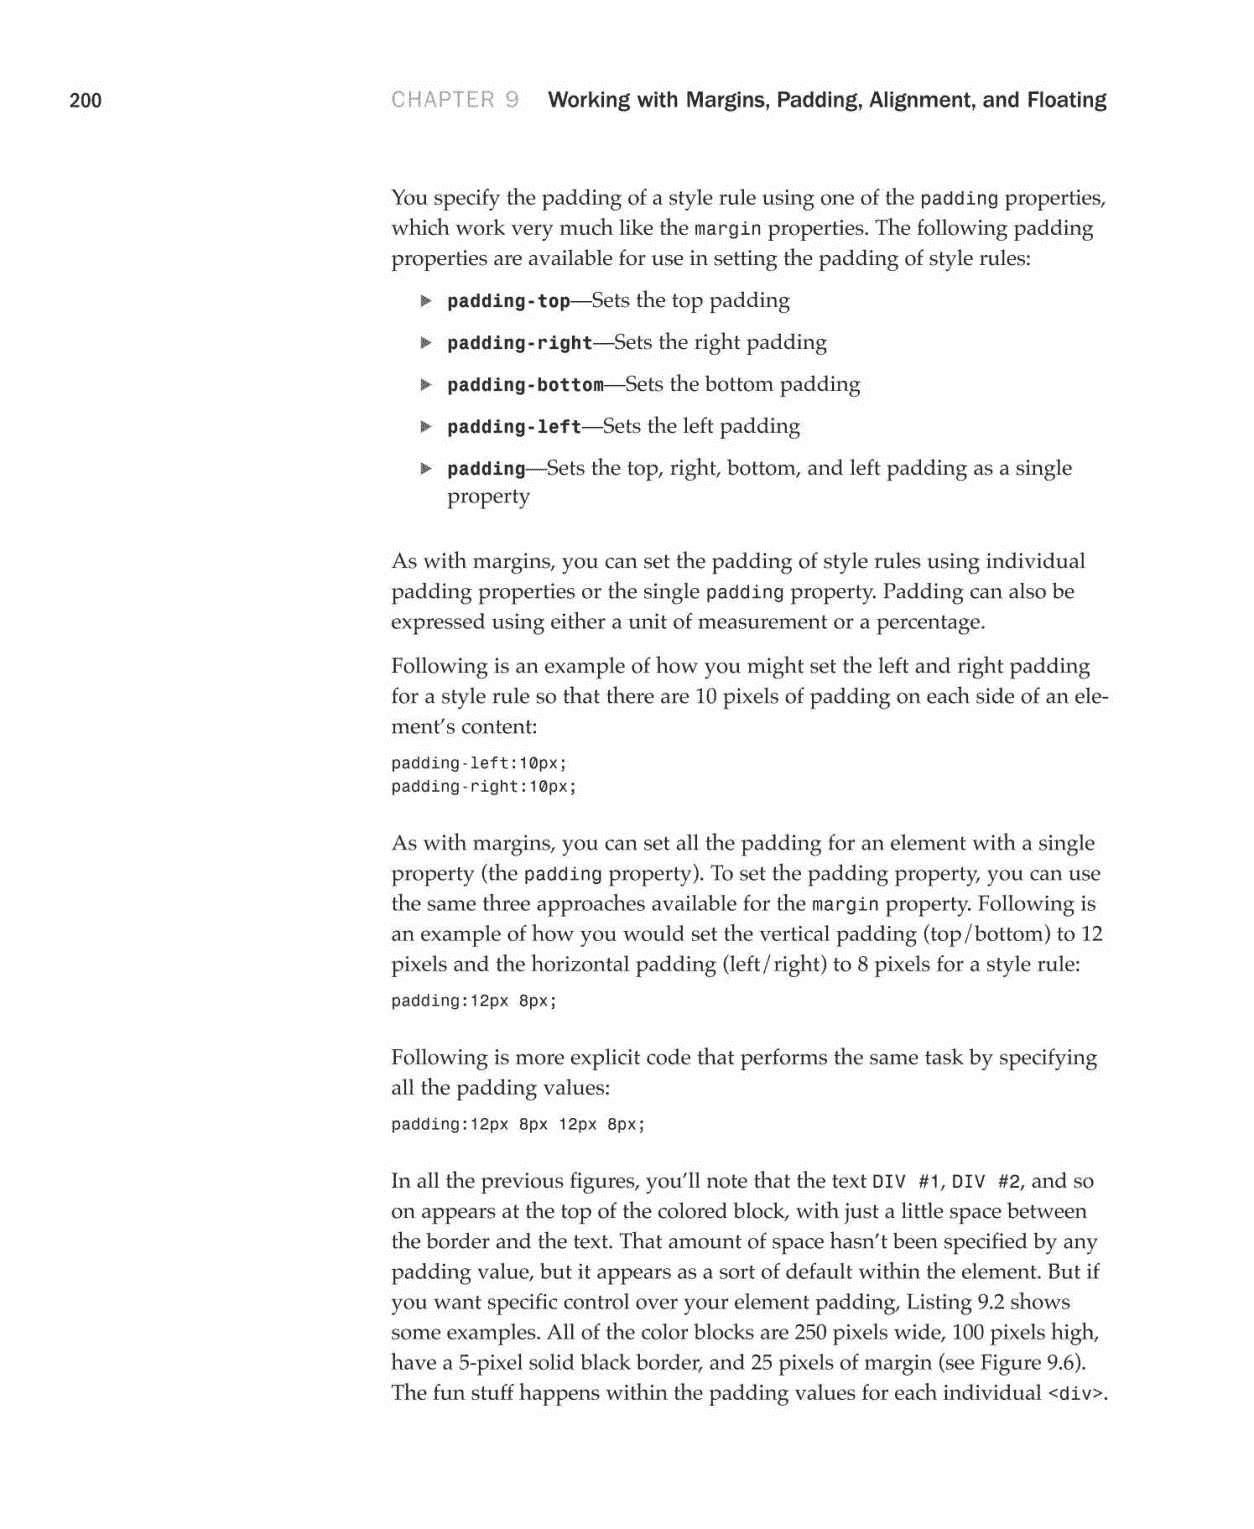 200
CHAPTER 9 Working with Margins, Padding, Alignment, and Floating
You specify the padding of a style rule using one of the padding properties,
which work very much like the margin properties. The following padding
properties are available for use in setting the padding of style rules:
▶ padding-top—Sets the top padding
▶ padding-right—Sets the right padding
▶ padding-bottom—Sets the bottom padding
▶ padding-left—Sets the left padding
▶ padding—Sets the top, right, bottom, and left padding as a single
property
As with margins, you can set the padding of style rules using individual
padding properties or the single padding property. Padding can also be
expressed using either a unit of measurement or a percentage.
Following is an example of how you might set the left and right padding
for a style rule so that there are 10 pixels of padding on each side of an ele-
ment's content:
padding-left:10px;
padding-right:10px;
As with margins, you can set all the padding for an element with a single
property (the padding property). To set the padding property, you can use
the same three approaches available for the margin property. Following is
an example of how you would set the vertical padding (top/bottom) to 12
pixels and the horizontal padding (left/right) to 8 pixels for a style rule:
padding:12px 8px;
Following is more explicit code that performs the same task by specifying
all the padding values:
padding:12px 8px 12px 8px;
In all the previous figures, you'll note that the text DIV #1, DIV #2, and so
on appears at the top of the colored block, with just a little space between
the border and the text. That amount of space hasn't been specified by any
padding value, but it appears as a sort of default within the element. But if
you want specific control over your element padding, Listing 9.2 shows
some examples. All of the color blocks are 250 pixels wide, 100 pixels high,
have a 5-pixel solid black border, and 25 pixels of margin (see Figure 9.6).
The fun stuff happens within the padding values for each individual <div>.